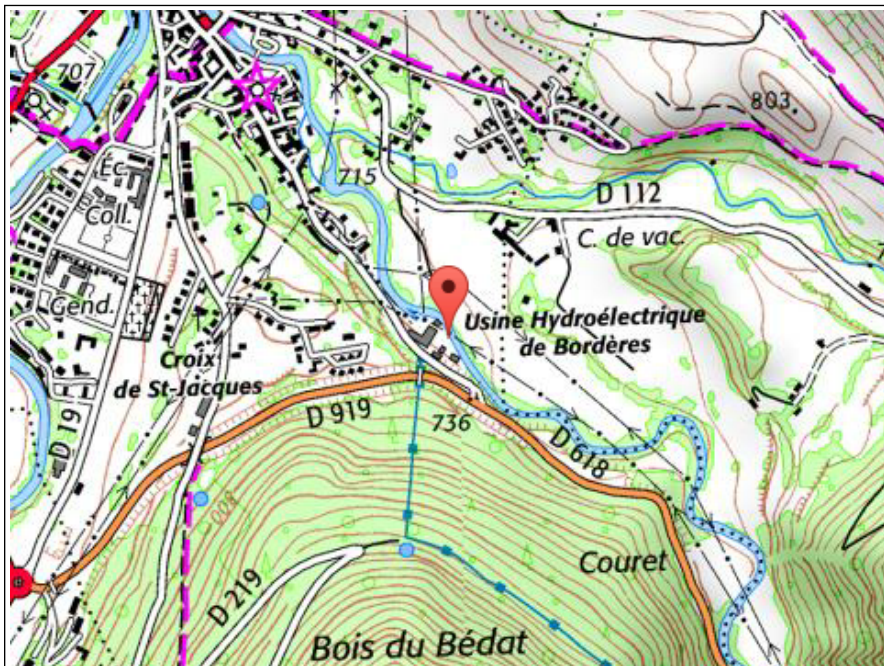 707
803
Éc.
715
Coll.
D 112
C. de vac.
Gend.
Usine Hydroélectrique
de Bordères
Croix
de St-Jacques
D 919
D 19
736
D 618
800
Couret
D 219
Bois du Bédat